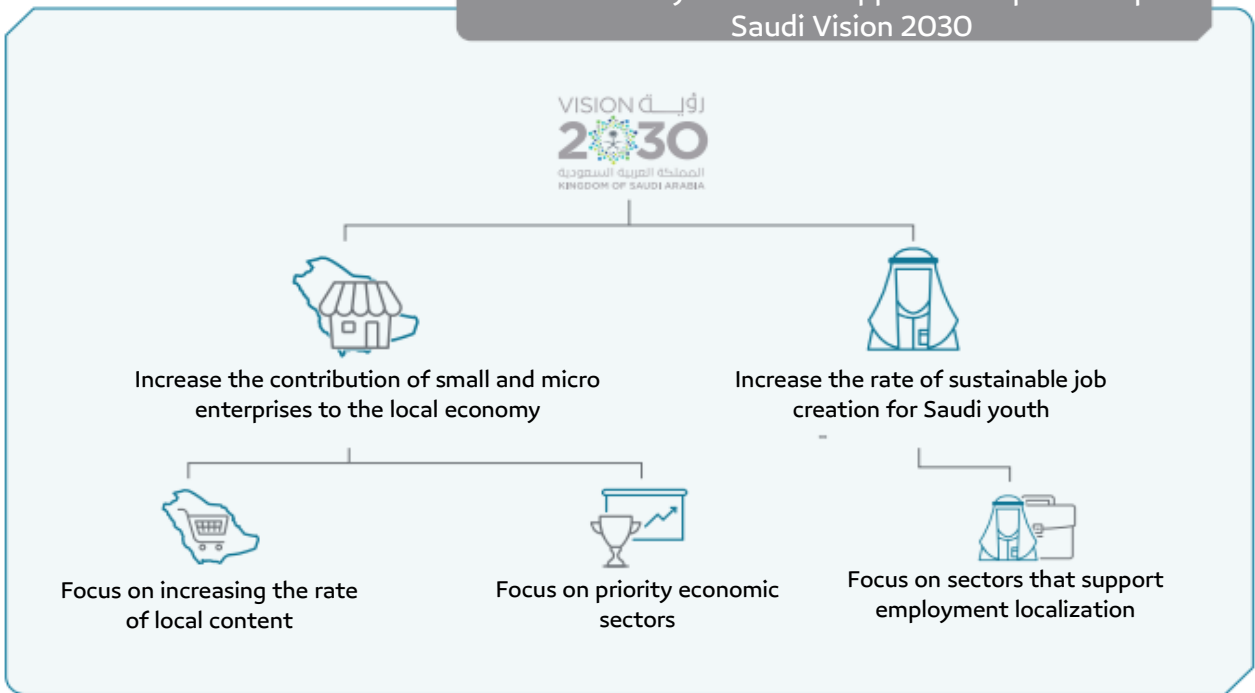 Saudi Vision 2030
VISION رؤيــة
2030
المملكة العربية السعودية
KINGDOM OF SAUDI ARABIA
Increase the contribution of small and micro
enterprises to the local economy
Increase the rate of sustainable job
creation for Saudi youth
Focus on increasing the rate
of local content
Focus on priority economic
sectors
Focus on sectors that support
employment localization